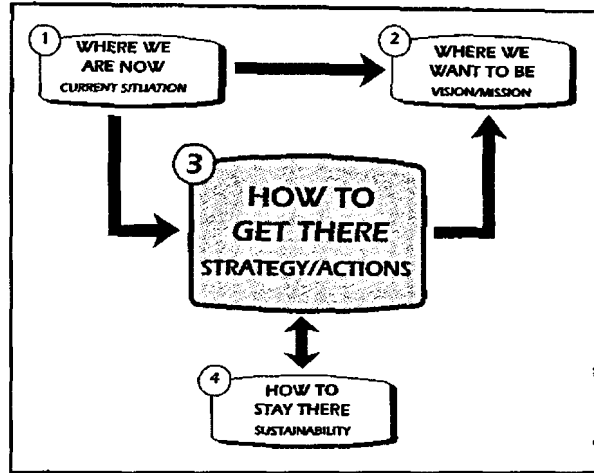 1
WHERE WE
ARE NOW
CURRENT SITUATION
2
WHERE WE
WANT TO BE
VISION/MISSION
3
HOW TO
GET THERE
STRATEGY/ACTIONS
4
HOW TO
STAY THERE
SUSTAINABILITY